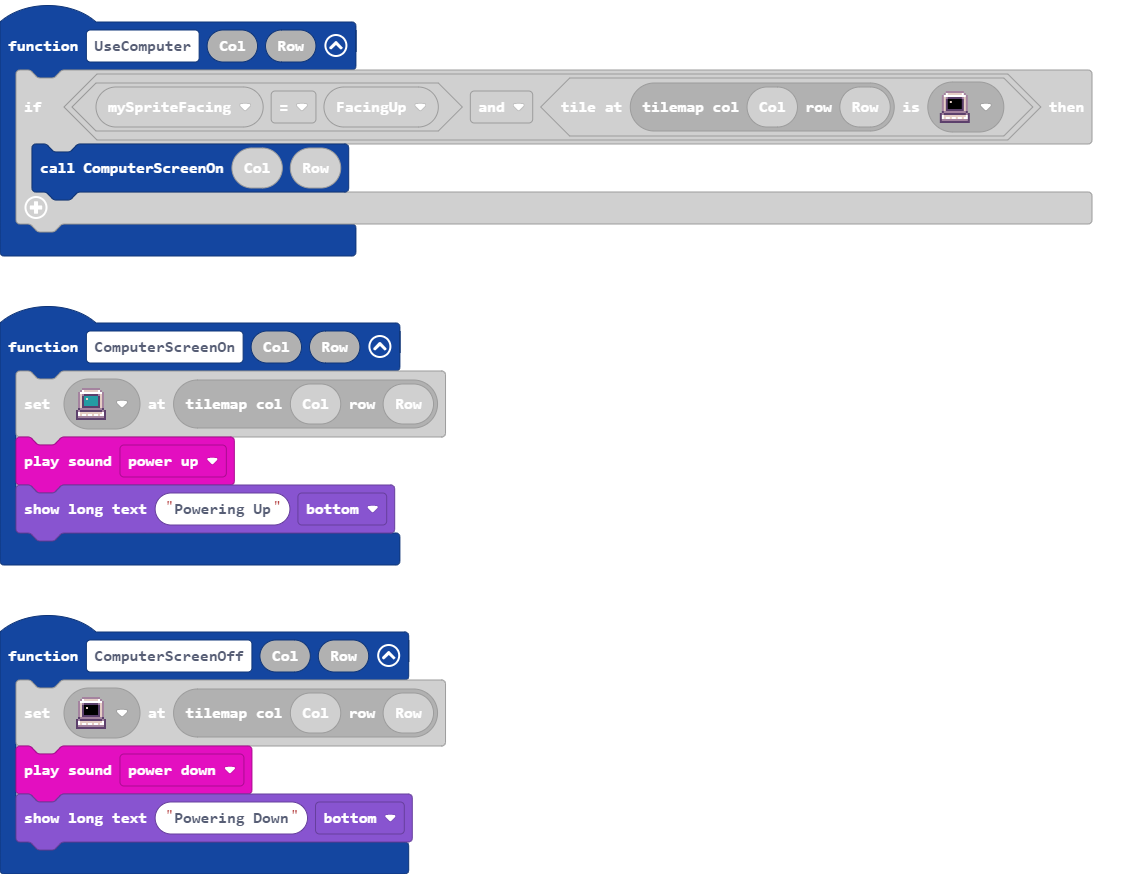 function UseComputer Col Row
if mySpriteFacing = FacingUp and tile at tilemap col Col row Row is then
call ComputerScreenOn Col Row
function ComputerScreenOn Col Row
set at tilemap col Col row Row
play sound power up
show long text "Powering Up" bottom
function ComputerScreenOff Col Row
set at tilemap col Col row Row
play sound power down
show long text "Powering Down" bottom